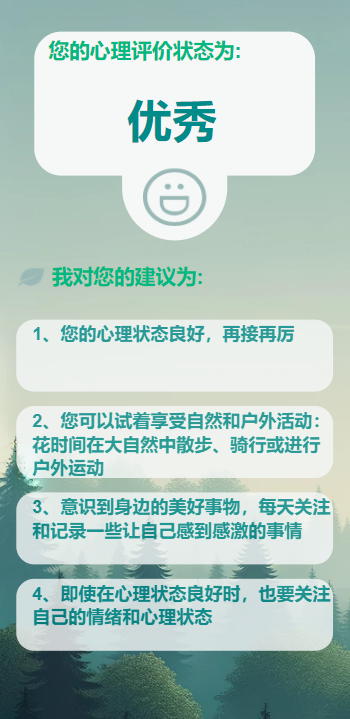 您的心理评价状态为:
优秀
我对您的建议为:
1、您的心理状态良好，再接再厉
2、您可以试着享受自然和户外活动：
花时间在大自然中散步、骑行或进行
户外运动
3、意识到身边的美好事物，每天关注
和记录一些让自己感到感激的事情
4、即使在心理状态良好时，也要关注
自己的情绪和心理状态